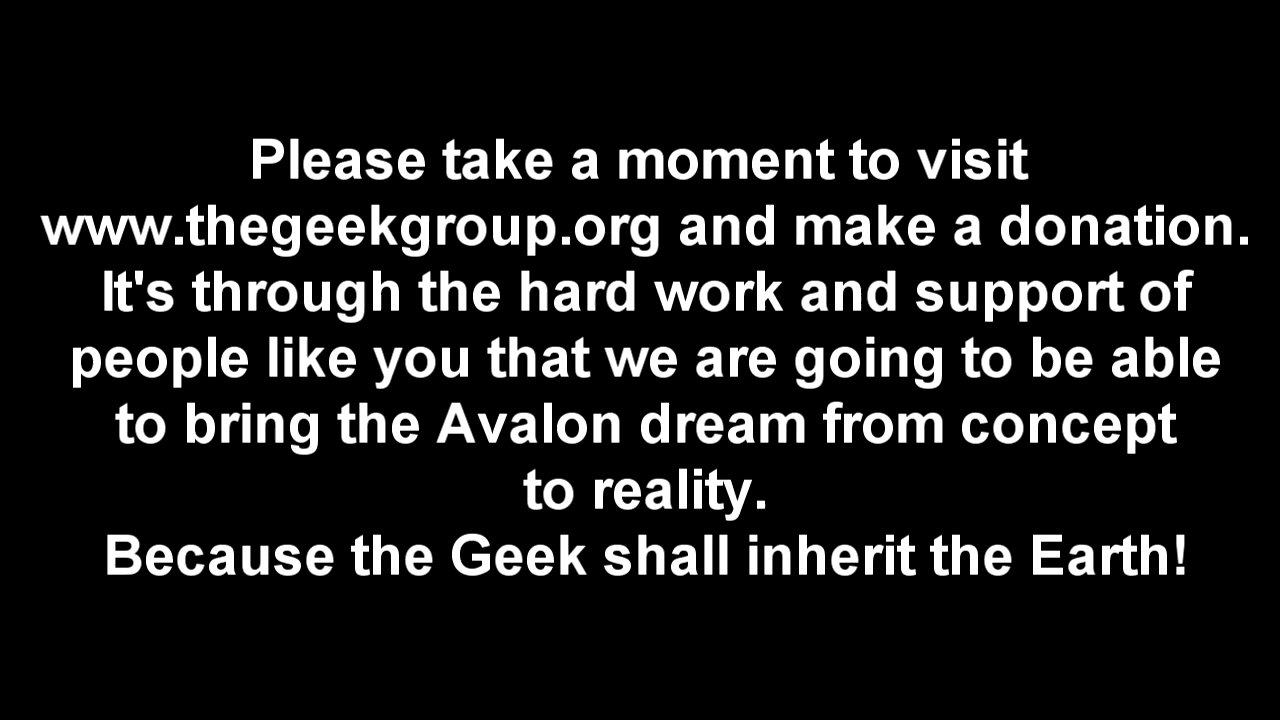 Please take a moment to visit
www.thegeekgroup.org and make a donation.
It's through the hard work and support of
people like you that we are going to be able
to bring the Avalon dream from concept
to reality.
Because the Geek shall inherit the Earth!